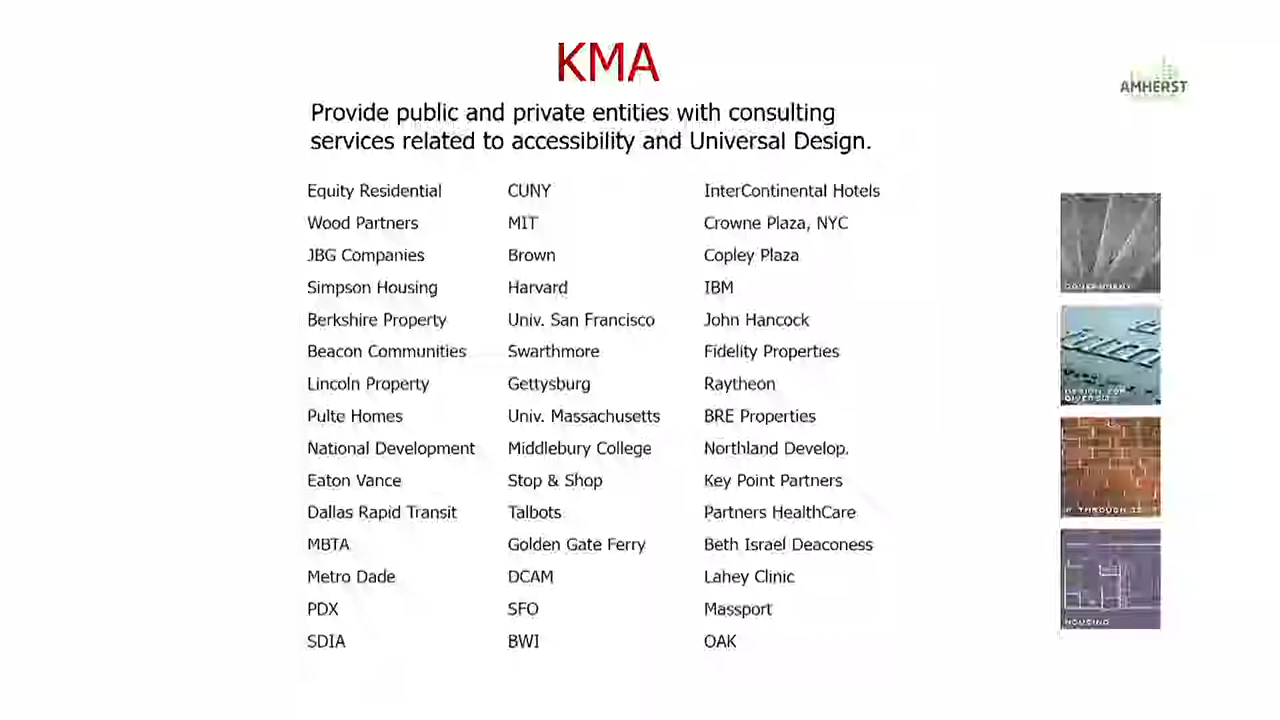 KMA
AMHERST
Provide public and private entities with consulting
services related to accessibility and Universal Design.
Equity Residential CUNY InterContinental Hotels
Wood Partners MIT Crowne Plaza, NYC
JBG Companies Brown Copley Plaza
Simpson Housing Harvard IBM
Berkshire Property Univ. San Francisco John Hancock
Beacon Communities Swarthmore Fidelity Properties
Lincoln Property Gettysburg Raytheon
Pulte Homes Univ. Massachusetts BRE Properties
National Development Middlebury College Northland Develop.
Eaton Vance Stop & Shop Key Point Partners
Dallas Rapid Transit Talbots Partners HealthCare
MBTA Golden Gate Ferry Beth Israel Deaconess
Metro Dade DCAM Lahey Clinic
PDX SFO Massport
SDIA BWI OAK
GOVERNMENT
DESIGN FOR
THROUGH
HOUSING